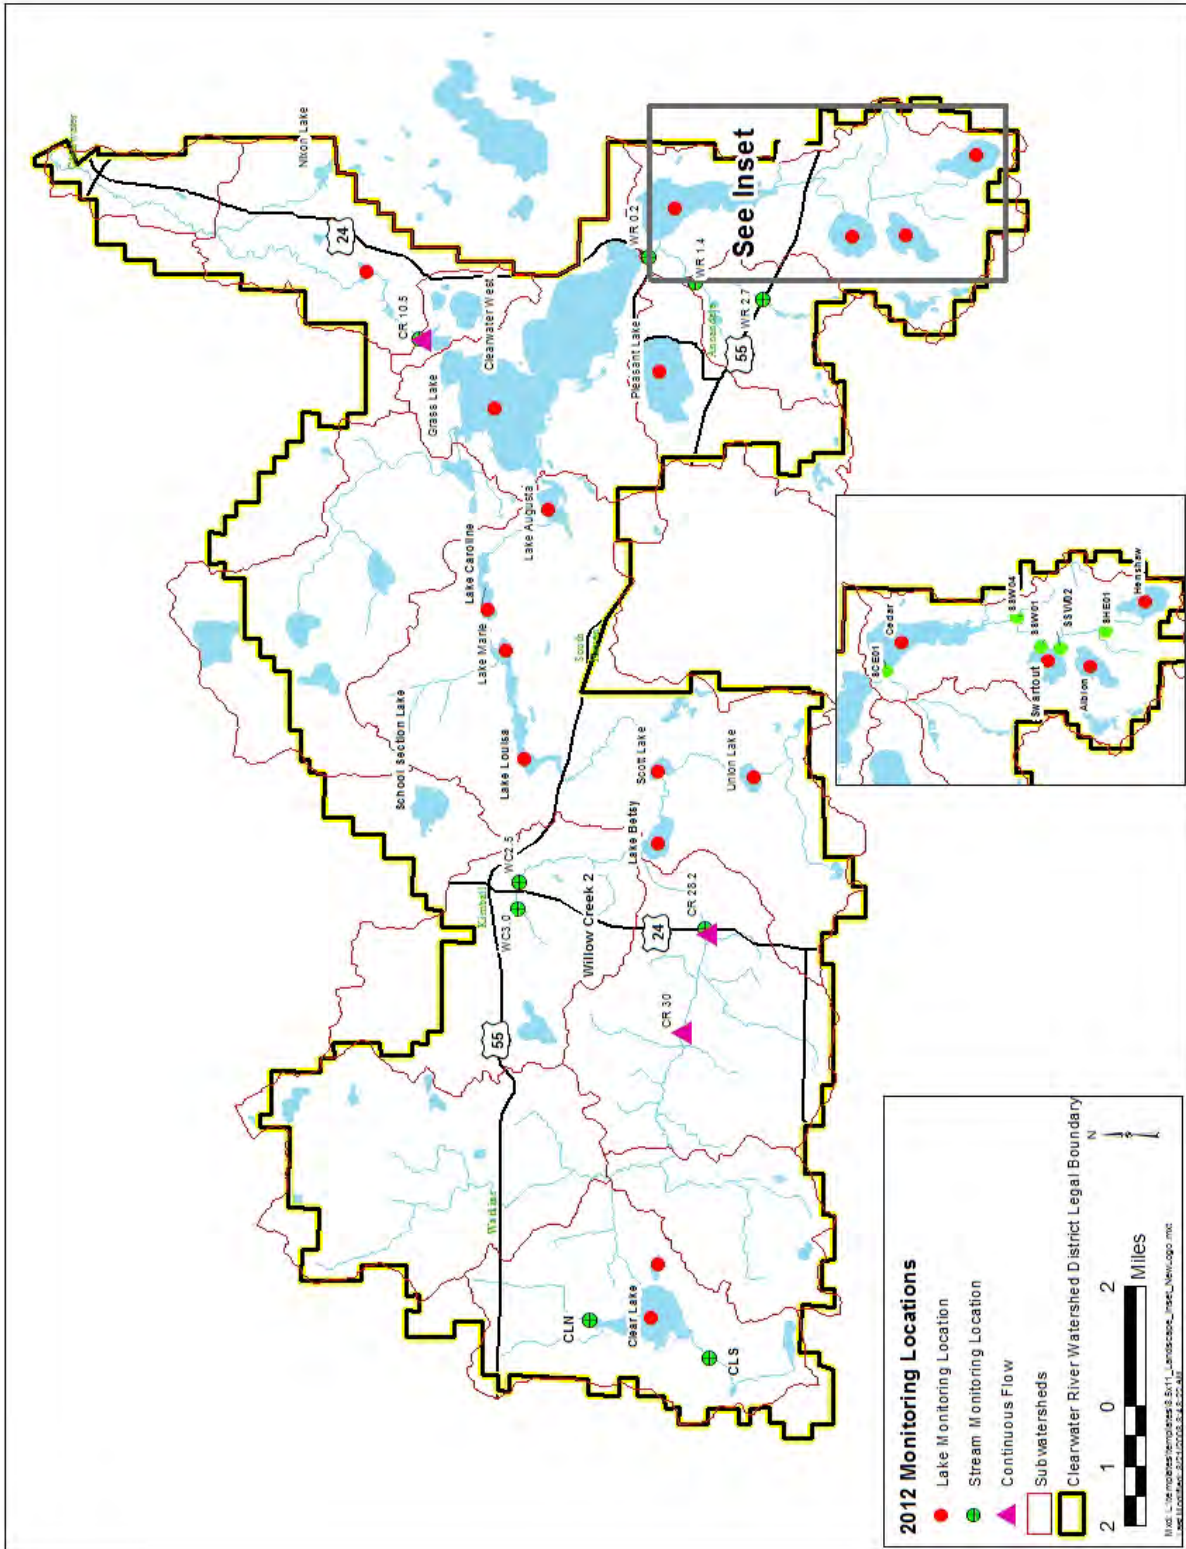 2012 Monitoring Locations
Lake Monitoring Location
Stream Monitoring Location
Continuous Flow
Subwatersheds
Clearwater River Watershed District Legal Boundary
2 1 0 2
Miles
N
Nixon Lake
24
CR 10.5
Grass Lake
Clearwater West
WR 0.2
WR 1.4
WR 2.7
See Inset
Pleasant Lake
Annandale
55
Lake Augusta
Lake Caroline
Lake Marie
South
Lake Louisa
School Section Lake
Scott Lake
Union Lake
Lake Betsy
WC2.5
WC3.0
Kimball
Willow Creek 2
24
CR 28.2
CR 30
55
Watkins
CLN
Clear Lake
CLS
Cedar
SCE01
SSW04
SSW01
SSW02
SHE01
Henshaw
Swartout
Albion